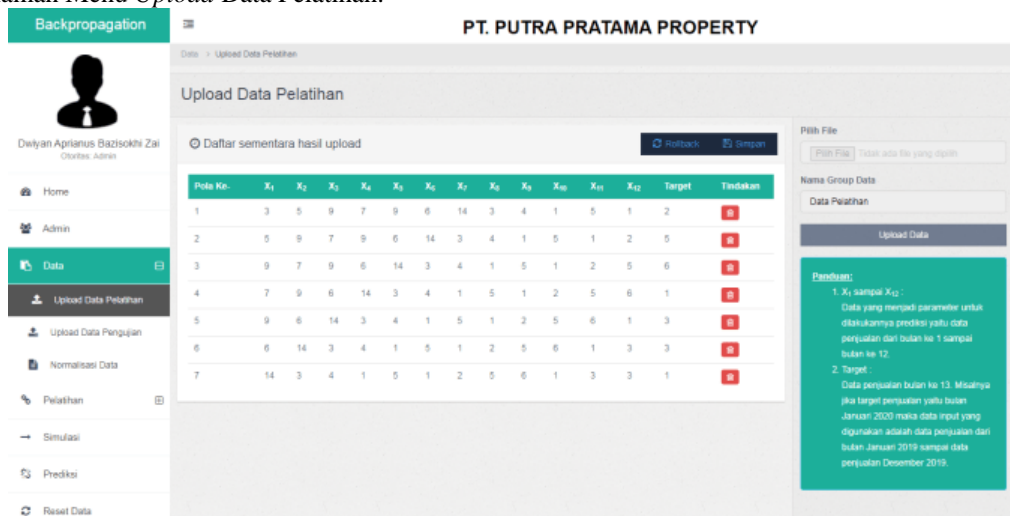 aman Menu Upload Data Pelatihan.
Backpropagation
PT. PUTRA PRATAMA PROPERTY
Data > Upload Data Pelatihan
Upload Data Pelatihan
Dwiyan Aprianus Bazisokhi Zai
Otoritas: Admin
Home
Admin
Data
Upload Data Pelatihan
Upload Data Pengujian
Normalisasi Data
Pelatihan
Simulasi
Prediksi
Reset Data
Daftar sementara hasil upload
Rollback Simpan
Pola Ke- X₁ X₂ X₃ X₄ X₅ X₆ X₇ X₈ X₉ X₁₀ X₁₁ X₁₂ Target Tindakan
1 3 5 9 7 9 6 14 3 4 1 5 1 2
2 5 9 7 9 6 14 3 4 1 5 1 2 5
3 9 7 9 6 14 3 4 1 5 1 2 5 6
4 7 9 6 14 3 4 1 5 1 2 5 6 1
5 9 6 14 3 4 1 5 1 2 5 6 1 3
6 6 14 3 4 1 5 1 2 5 6 1 3 3
7 14 3 4 1 5 1 2 5 6 1 3 3 1
Pilih File
Pilih File Tidak ada file yang dipilih
Nama Group Data
Data Pelatihan
Upload Data
Panduan:
1. X₁ sampai X₁₂ :
Data yang menjadi parameter untuk
dilakukannya prediksi yaitu data
penjualan dari bulan ke 1 sampai
bulan ke 12.
2. Target :
Data penjualan bulan ke 13. Misalnya
jika target penjualan yaitu bulan
Januari 2020 maka data input yang
digunakan adalah data penjualan dari
bulan Januari 2019 sampai data
penjualan Desember 2019.